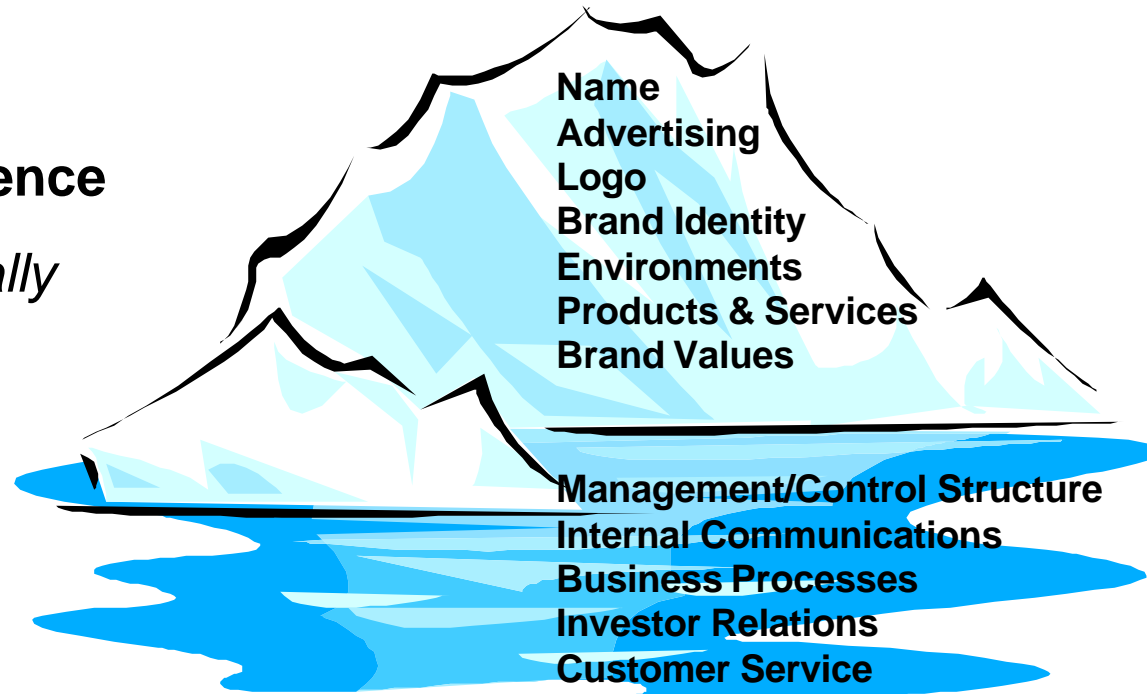 Name
Advertising
Logo
Brand Identity
Environments
Products & Services
Brand Values
ence
ally
Management/Control Structure
Internal Communications
Business Processes
Investor Relations
Customer Service